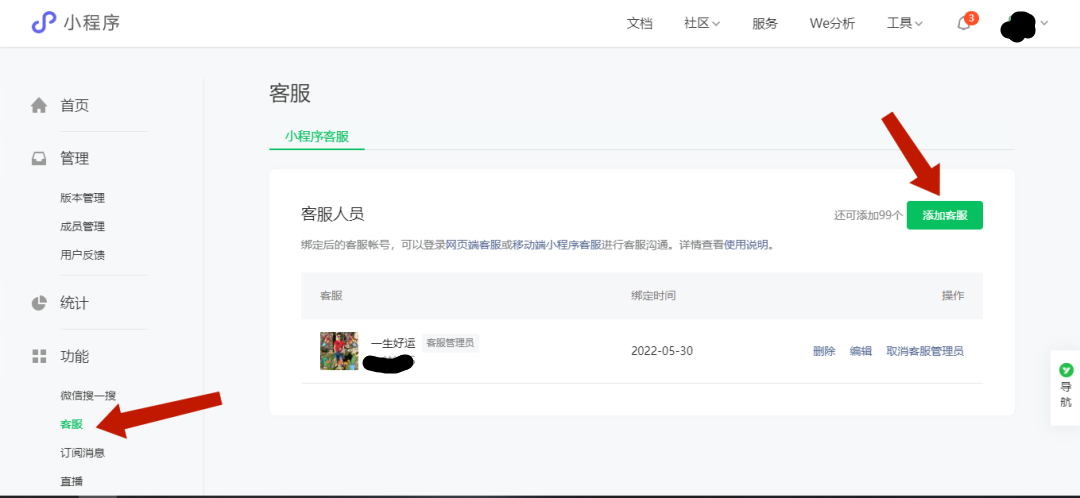 小程序
文档 社区 服务 We分析 工具 3
首页
管理
版本管理
成员管理
用户反馈
统计
功能
微信搜一搜
客服
订阅消息
直播
客服
小程序客服
客服人员
还可添加99个 添加客服
绑定后的客服帐号，可以登录网页端客服或移动端小程序客服进行客服沟通。详情查看使用说明。
客服 绑定时间 操作
一生好运 客服管理员 2022-05-30 删除 编辑 取消客服管理员
导
航